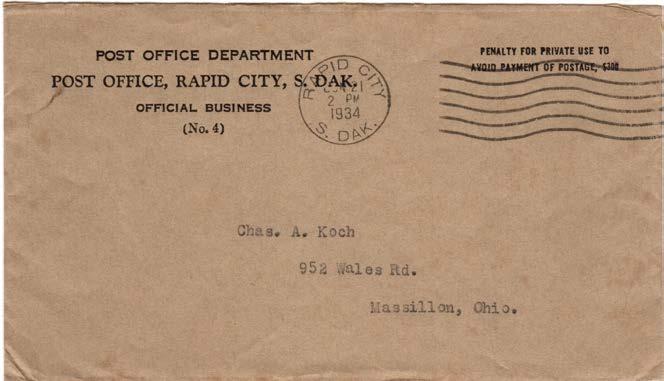 POST OFFICE DEPARTMENT
POST OFFICE, RAPID CITY, S. DAK.
OFFICIAL BUSINESS
(No. 4)
RAPID CITY
21
2 PM
1934
S. DAK.
PENALTY FOR PRIVATE USE TO
AVOID PAYMENT OF POSTAGE, $300
Chas. A. Koch
952 Wales Rd.
Massillon, Ohio.